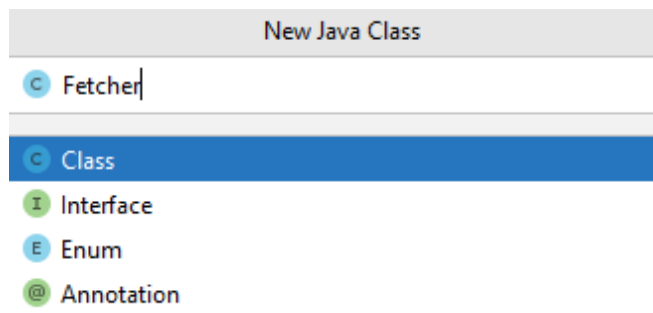 New Java Class
C Fetcher
C Class
I Interface
E Enum
@ Annotation